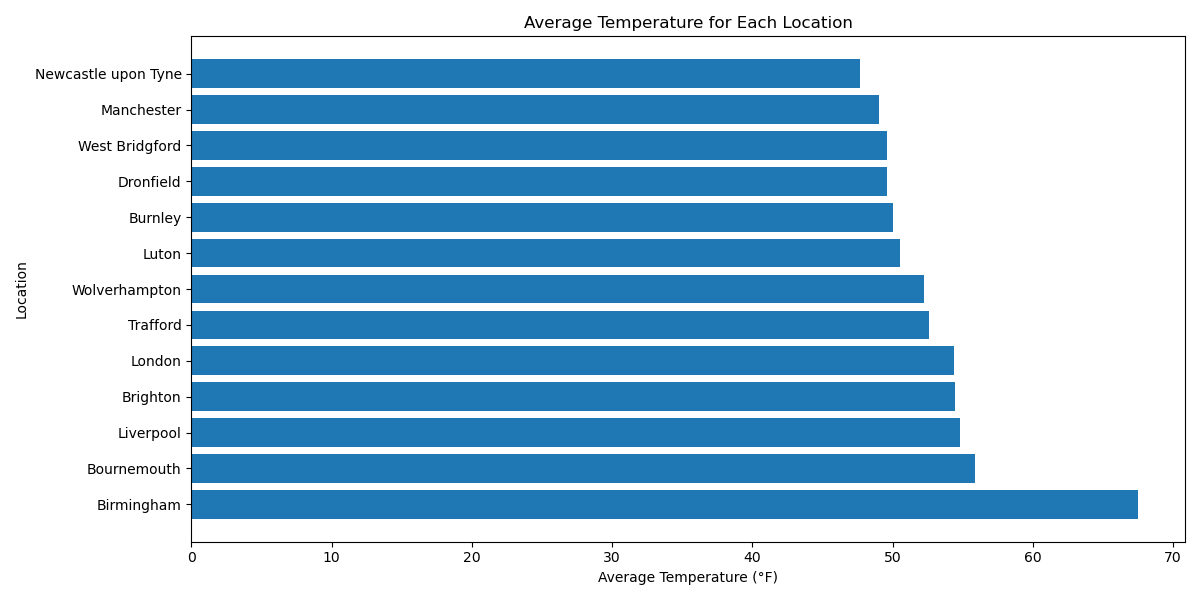 Average Temperature for Each Location
Newcastle upon Tyne
Manchester
West Bridgford
Dronfield
Burnley
Luton
Wolverhampton
Trafford
London
Brighton
Liverpool
Bournemouth
Birmingham
Location
0 10 20 30 40 50 60 70
Average Temperature (°F)